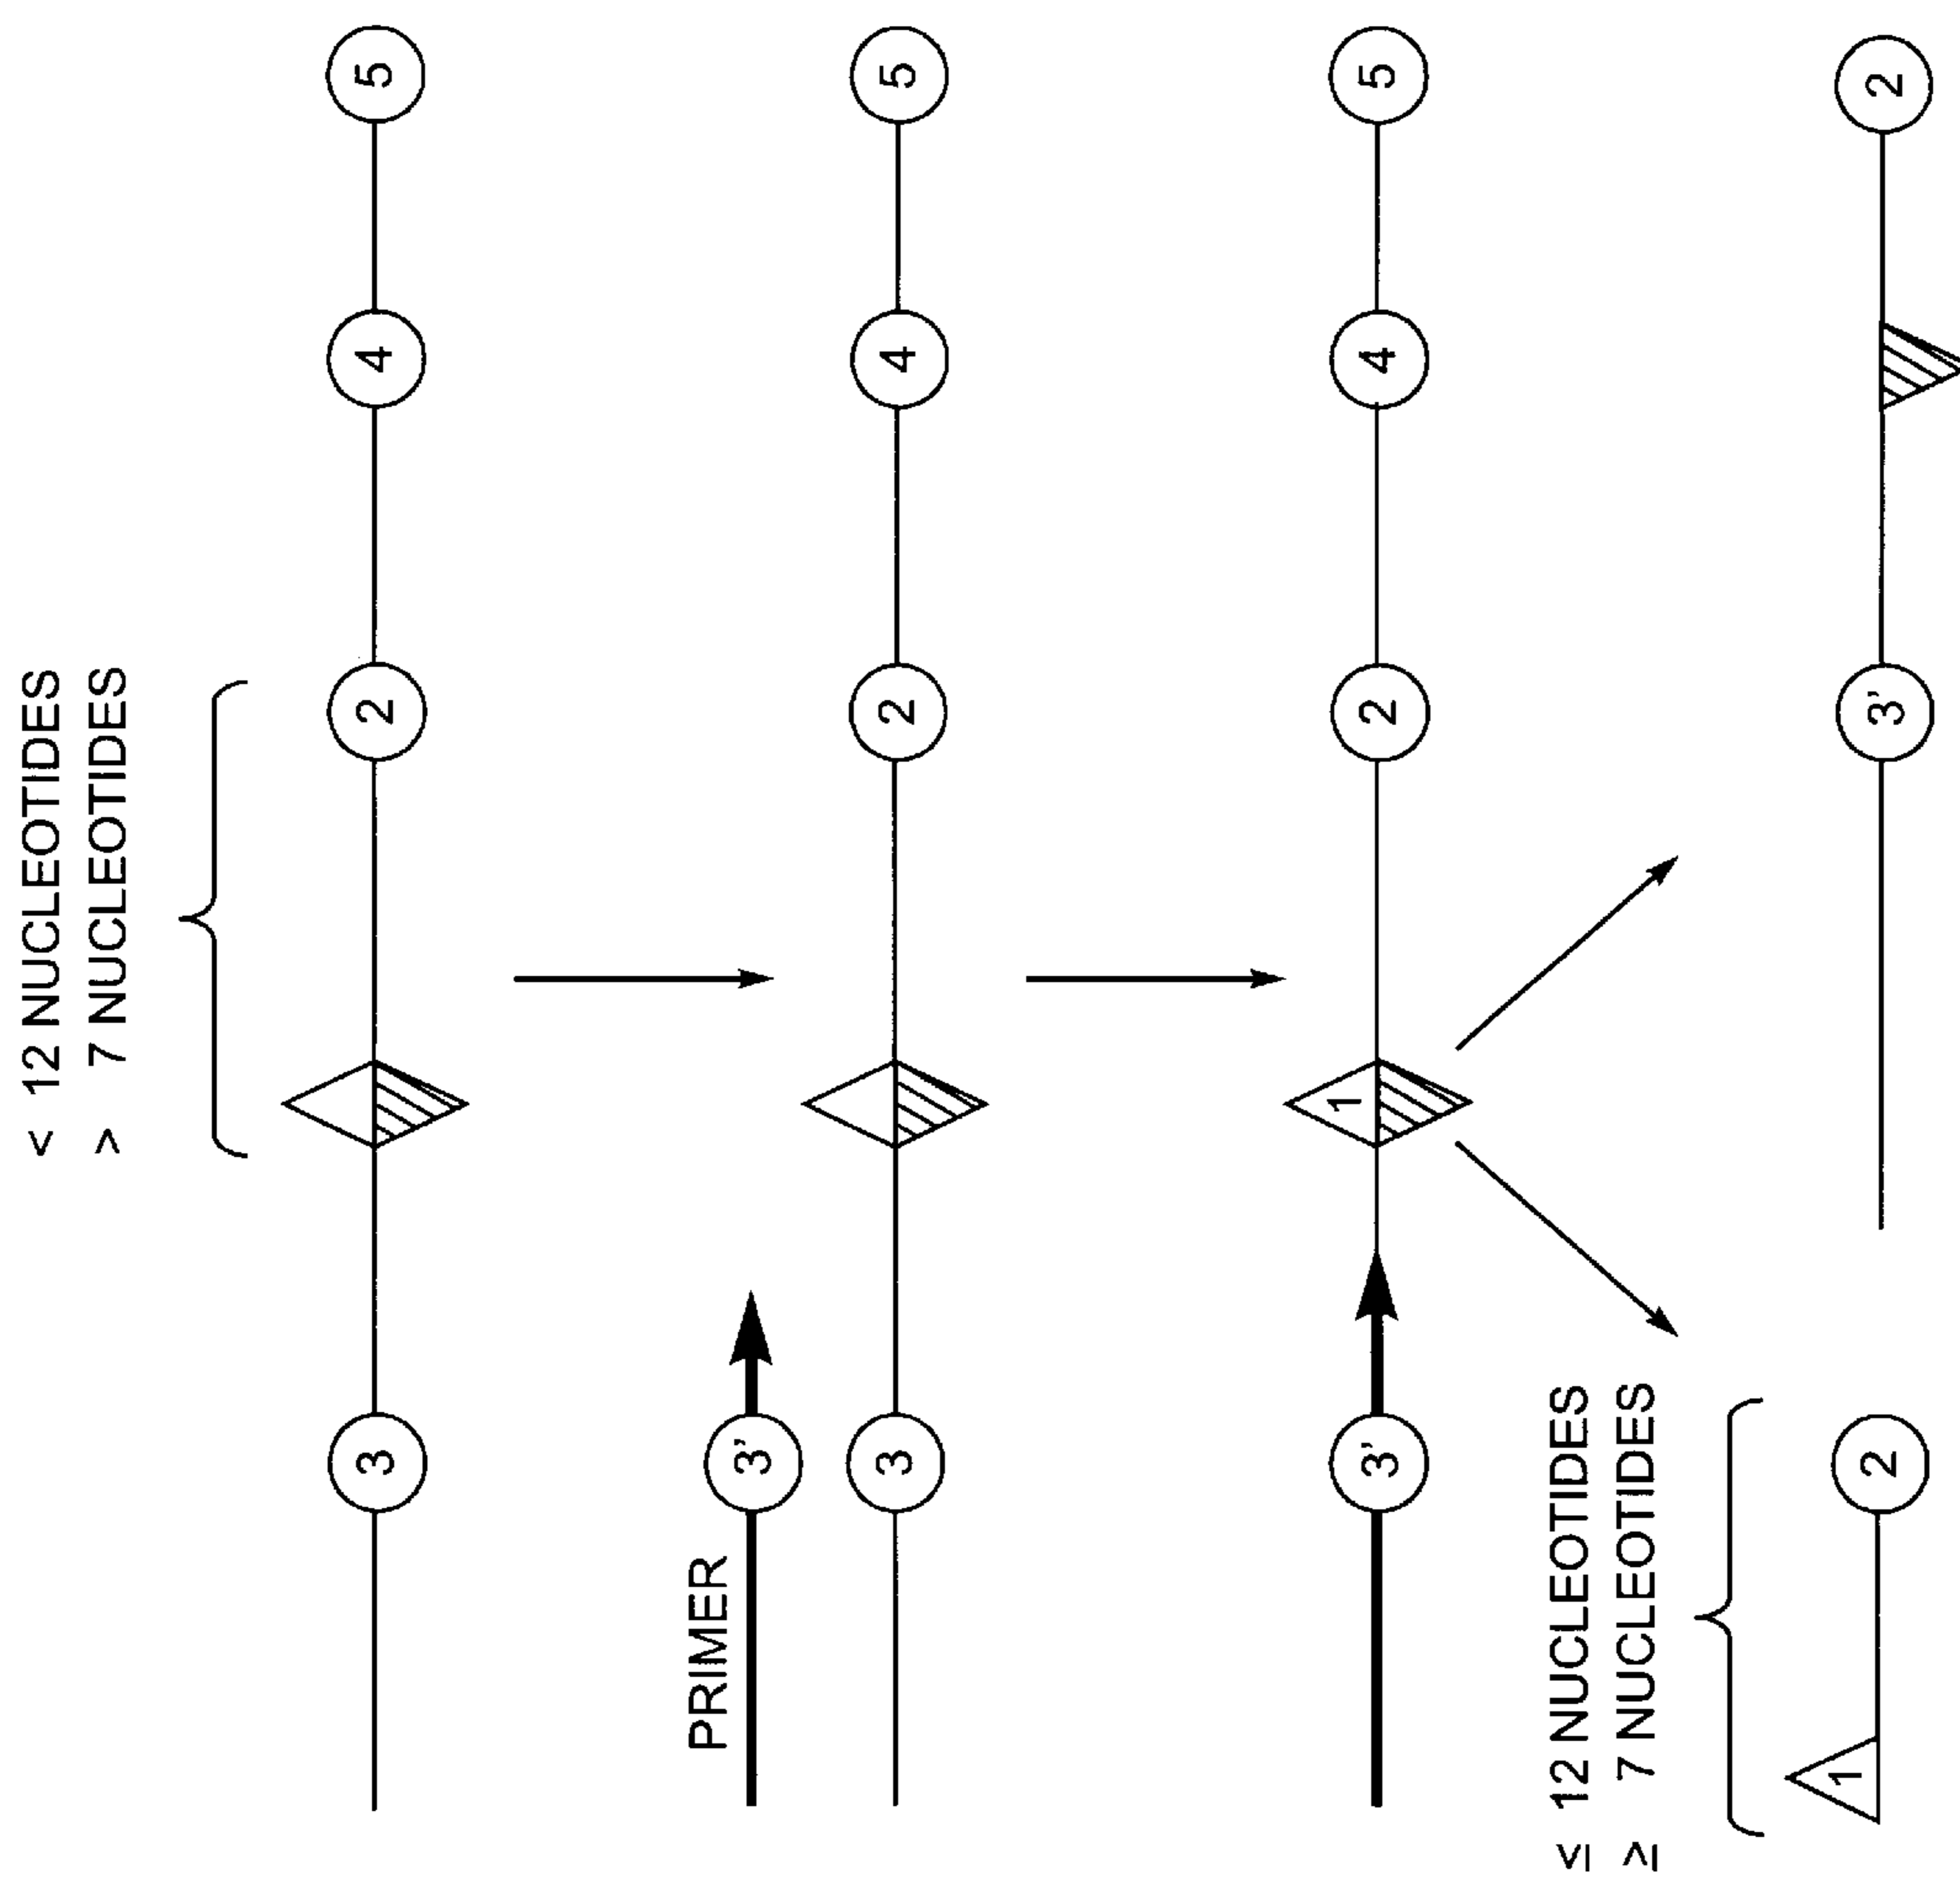 < 12 NUCLEOTIDES
> 7 NUCLEOTIDES
3 2 4 5
PRIMER
3'
3 2 4 5
3' 1 2 4 5
≤ 12 NUCLEOTIDES
≥ 7 NUCLEOTIDES
1 2 3' 2